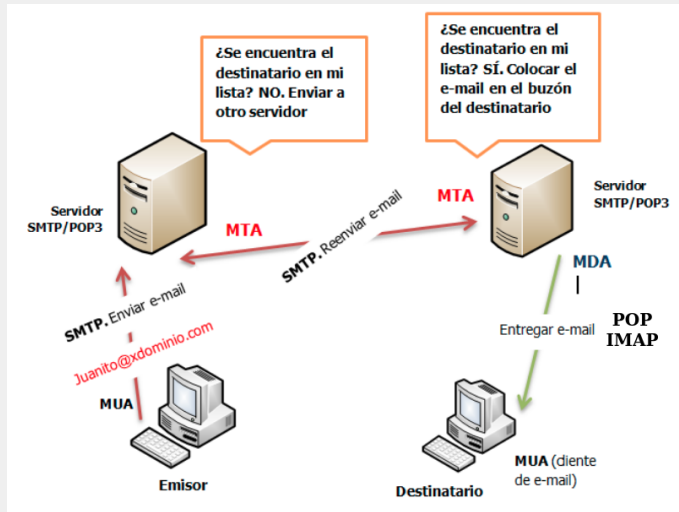 ¿Se encuentra el
destinatario en mi
lista? NO. Enviar a
otro servidor
¿Se encuentra el
destinatario en mi
lista? SÍ. Colocar el
e-mail en el buzón
del destinatario
Servidor
SMTP/POP3
MTA
SMTP. Reenviar e-mail
MTA
Servidor
SMTP/POP3
SMTP. Enviar e-mail
Juanito@xdominio.com
MUA
Emisor
MDA
Entregar e-mail
POP
IMAP
MUA (cliente
de e-mail)
Destinatario